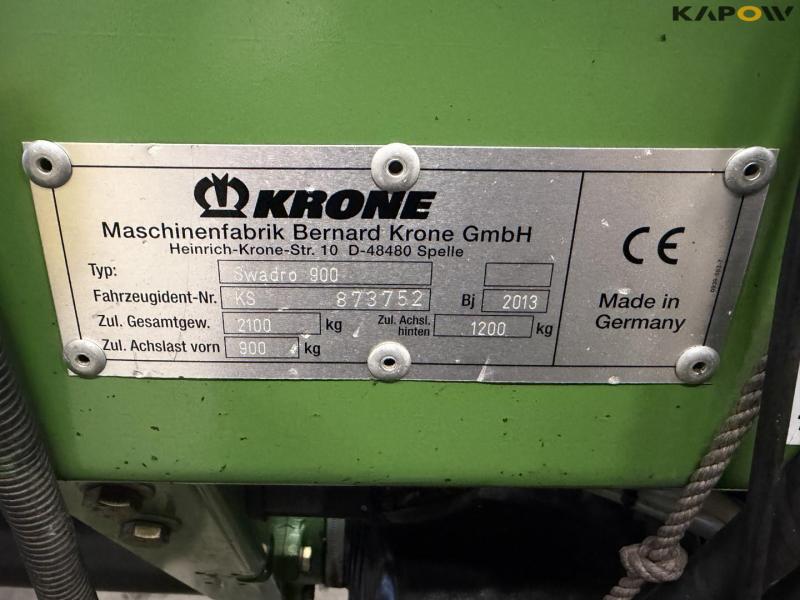 KAPOW
KRONE
Maschinenfabrik Bernard Krone GmbH
Heinrich-Krone-Str. 10 D-48480 Spelle
Typ: Swadro 900
Fahrzeugident-Nr. KS 873752 Bj 2013
Zul. Gesamtgew. 2100 kg Zul. Achsl. hinten 1200 kg
Zul. Achslast vorn 900 kg
CE
Made in
Germany